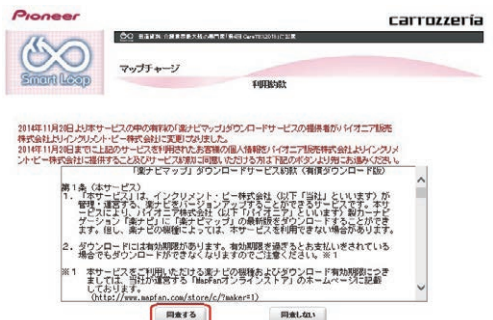 Pioneer
carrozzeria
Smart Loop
マップチャージ
利用規約
2014年11月20日より本サービスの中の有料の「楽ナビマップ」ダウンロードサービスの提供者がパイオニア販売
株式会社よりインクリメント・ピー株式会社に変更になりました。
2014年11月20日までに上記のサービスを利用されたお客様の個人情報をパイオニア販売株式会社よりインクリメ
ント・ピー株式会社に提供すること及びサービス規約に同意いただける方は下記のボタンより先にお進みください。
「楽ナビマップ」ダウンロードサービス約款(有償ダウンロード版)
第1条(本サービス)
1. 「本サービス」は、インクリメント・ピー株式会社(以下「当社」といいます)が
管理・運営する、楽ナビをバージョンアップすることができるサービスです。本サ
ービスにより、パイオニア株式会社(以下「パイオニア」といいます)製カーナビ
ゲーション「楽ナビ」に「楽ナビマップ」の最新版をダウンロードすることができ
ます。但し、楽ナビの機種によっては、本サービスを利用できない場合があります。
2. ダウンロードには有効期限があります。有効期限を過ぎるとお支払いをされている
場合でもダウンロードができなくなりますのでご注意ください。※1
※1 本サービスをご利用いただける楽ナビの機種およびダウンロード有効期限につき
ましては、当社が運営する「MapFanオンラインストア」のホームページに記載
しております。
(http://www.mapfan.com/store/c/?maker=1)
同意する
同意しない